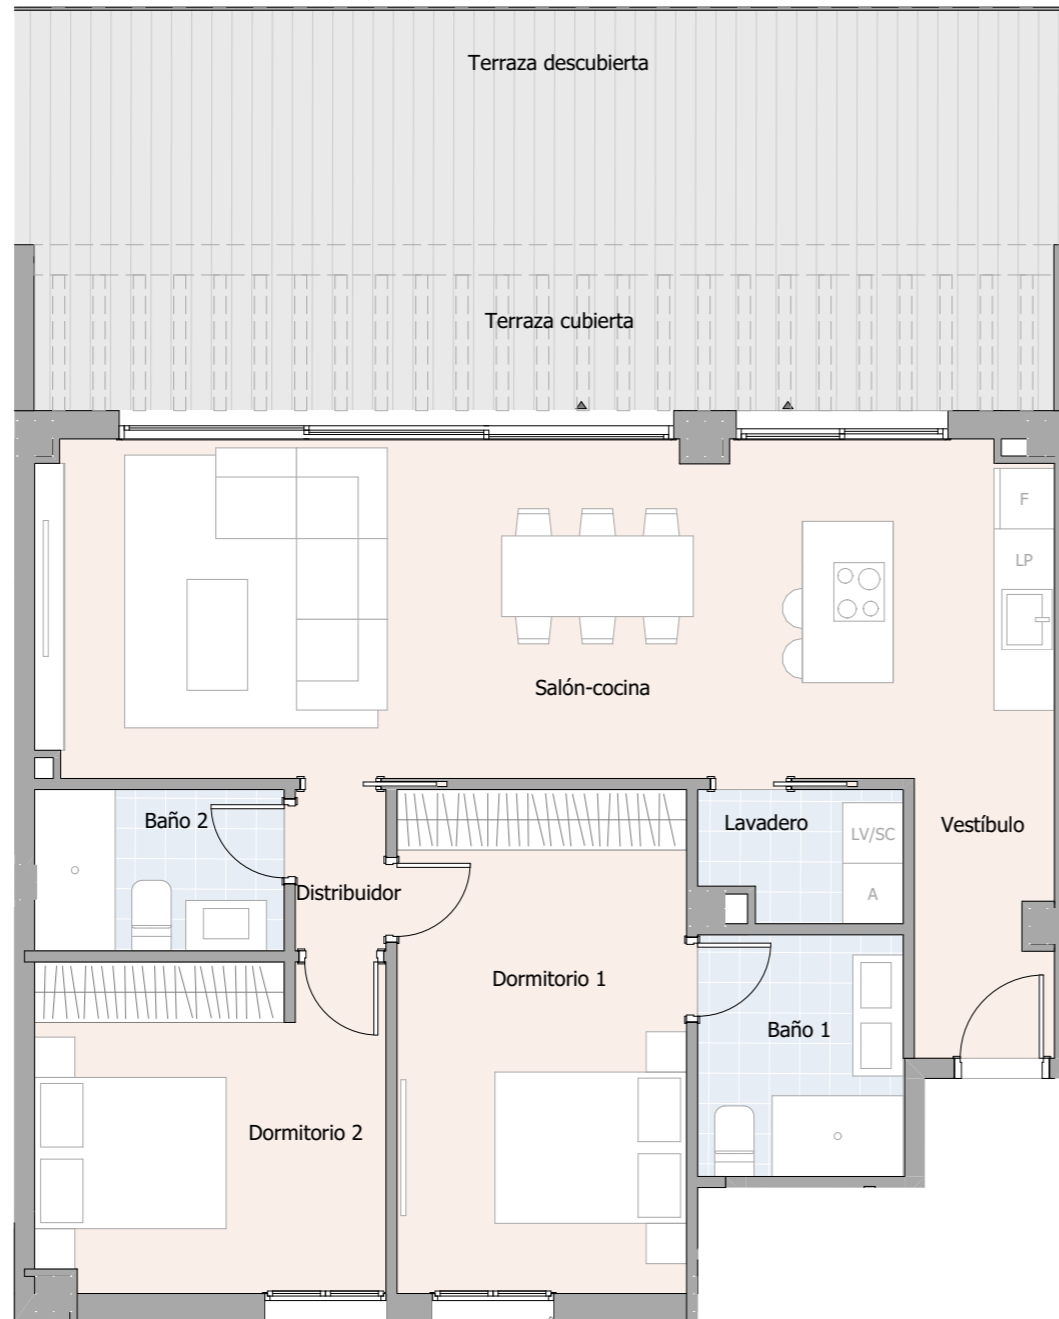 Terraza descubierta
Terraza cubierta
F
LP
Salón-cocina
Baño 2
Lavadero
LV/SC
Vestíbulo
Distribuidor
A
Dormitorio 1
Baño 1
Dormitorio 2